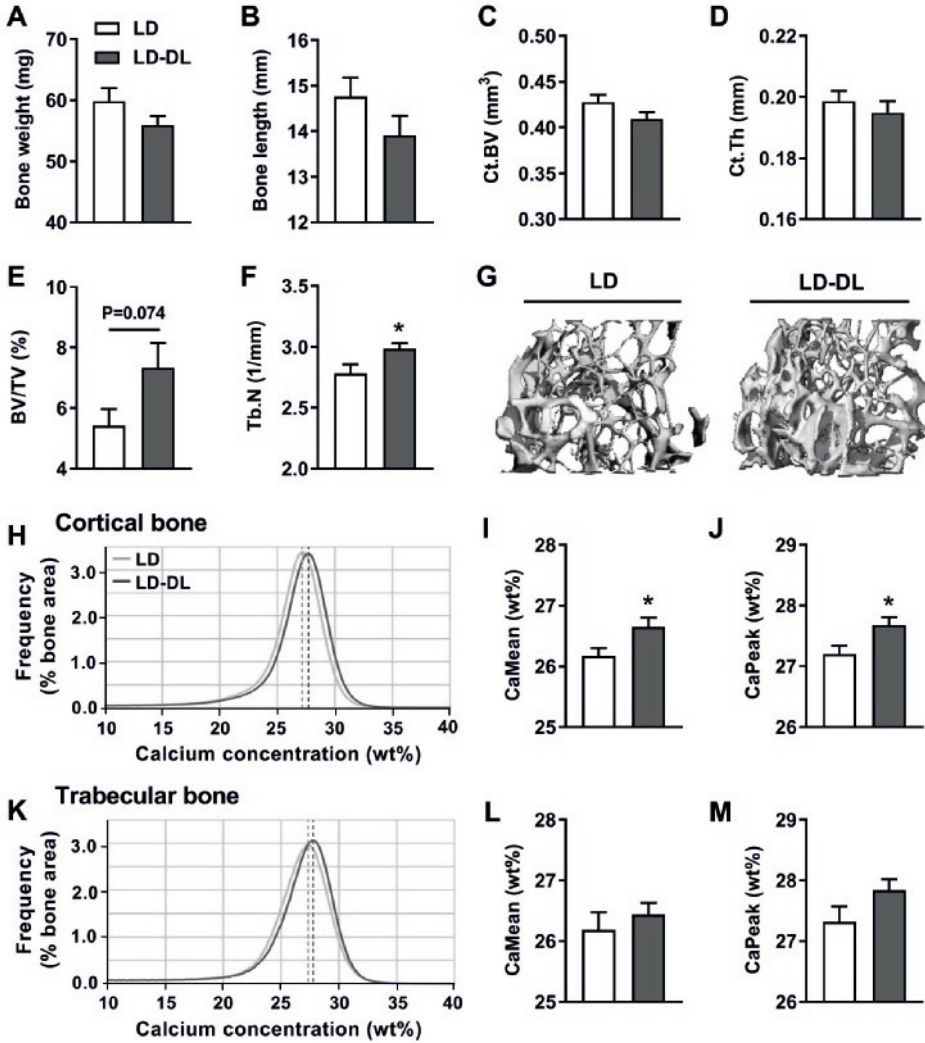 A
Bone weight (mg)
70
60
50
40
LD
LD-DL
B
Bone length (mm)
16
15
14
13
12
C
Ct.BV (mm³)
0.50
0.45
0.40
0.35
0.30
D
Ct.Th (mm)
0.22
0.20
0.18
0.16
E
BV/TV (%)
10
8
6
4
P=0.074
F
Tb.N (1/mm)
3.5
3.0
2.5
2.0
*
G
LD
LD-DL
H
Cortical bone
Frequency
(% bone area)
3.0
2.0
1.0
0.0
LD
LD-DL
10 15 20 25 30 35 40
Calcium concentration (wt%)
I
CaMean (wt%)
28
27
26
25
*
J
CaPeak (wt%)
29
28
27
26
*
K
Trabecular bone
Frequency
(% bone area)
3.0
2.0
1.0
0.0
10 15 20 25 30 35 40
Calcium concentration (wt%)
L
CaMean (wt%)
28
27
26
25
M
CaPeak (wt%)
29
28
27
26